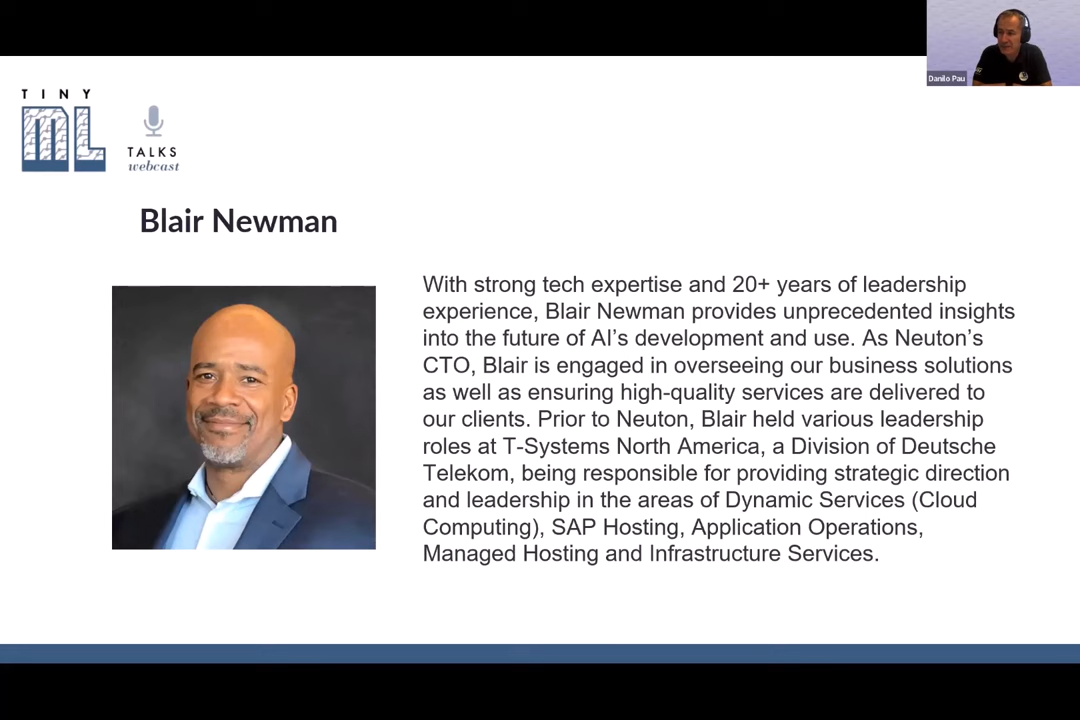 Danilo Pau
TINY
ML
TALKS
webcast
Blair Newman
With strong tech expertise and 20+ years of leadership
experience, Blair Newman provides unprecedented insights
into the future of AI’s development and use. As Neuton’s
CTO, Blair is engaged in overseeing our business solutions
as well as ensuring high-quality services are delivered to
our clients. Prior to Neuton, Blair held various leadership
roles at T-Systems North America, a Division of Deutsche
Telekom, being responsible for providing strategic direction
and leadership in the areas of Dynamic Services (Cloud
Computing), SAP Hosting, Application Operations,
Managed Hosting and Infrastructure Services.